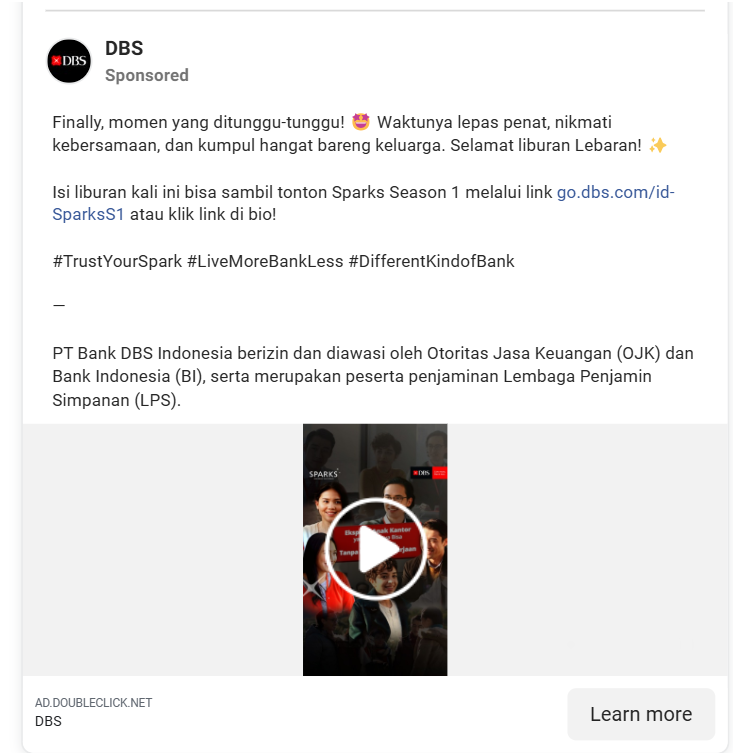 DBS
DBS
Sponsored
Finally, momen yang ditunggu-tunggu! 🤩 Waktunya lepas penat, nikmati
kebersamaan, dan kumpul hangat bareng keluarga. Selamat liburan Lebaran! ✨
Isi liburan kali ini bisa sambil tonton Sparks Season 1 melalui link go.dbs.com/id-
SparksS1 atau klik link di bio!
#TrustYourSpark #LiveMoreBankLess #DifferentKindofBank
—
PT Bank DBS Indonesia berizin dan diawasi oleh Otoritas Jasa Keuangan (OJK) dan
Bank Indonesia (BI), serta merupakan peserta penjaminan Lembaga Penjamin
Simpanan (LPS).
SPARKS
DBS
Kantor
Bisa
AD.DOUBLECLICK.NET
DBS
Learn more